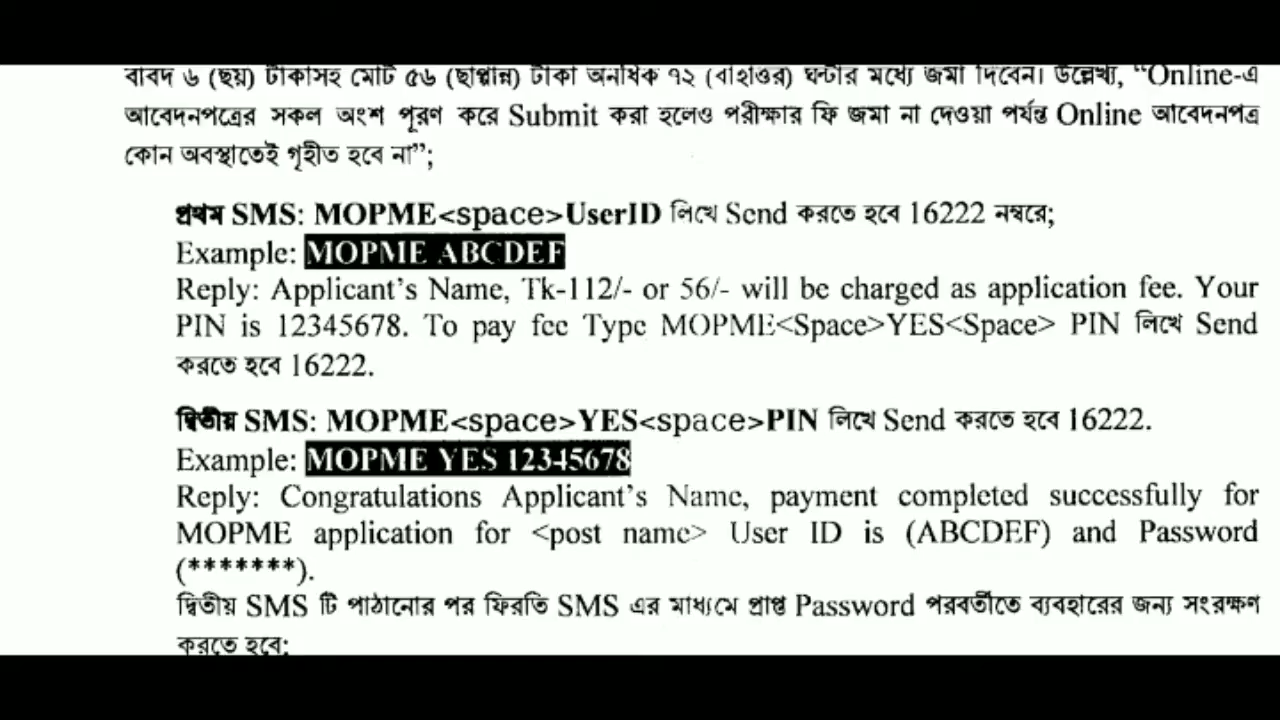 বাবদ ৬ (ছয়) টাকাসহ মোট ৫৬ (ছাপ্পান্ন) টাকা অনধিক ৭২ (বাহাত্তর) ঘন্টার মধ্যে জমা দিবেন। উল্লেখ্য, “Online-এ
আবেদনপত্রের সকল অংশ পূরণ করে Submit করা হলেও পরীক্ষার ফি জমা না দেওয়া পর্যন্ত Online আবেদনপত্র
কোন অবস্থাতেই গৃহীত হবে না”;
প্রথম SMS: MOPME<space>UserID লিখে Send করতে হবে 16222 নম্বরে;
Example: MOPME ABCDEF
Reply: Applicant’s Name, Tk-112/- or 56/- will be charged as application fee. Your
PIN is 12345678. To pay fee Type MOPME<Space>YES<Space> PIN লিখে Send
করতে হবে 16222.
দ্বিতীয় SMS: MOPME<space>YES<space>PIN লিখে Send করতে হবে 16222.
Example: MOPME YES 12345678
Reply: Congratulations Applicant’s Name, payment completed successfully for
MOPME application for <post name> User ID is (ABCDEF) and Password
(*******).
দ্বিতীয় SMS টি পাঠানোর পর ফিরতি SMS এর মাধ্যমে প্রাপ্ত Password পরবর্তীতে ব্যবহারের জন্য সংরক্ষণ
করতে হবে;